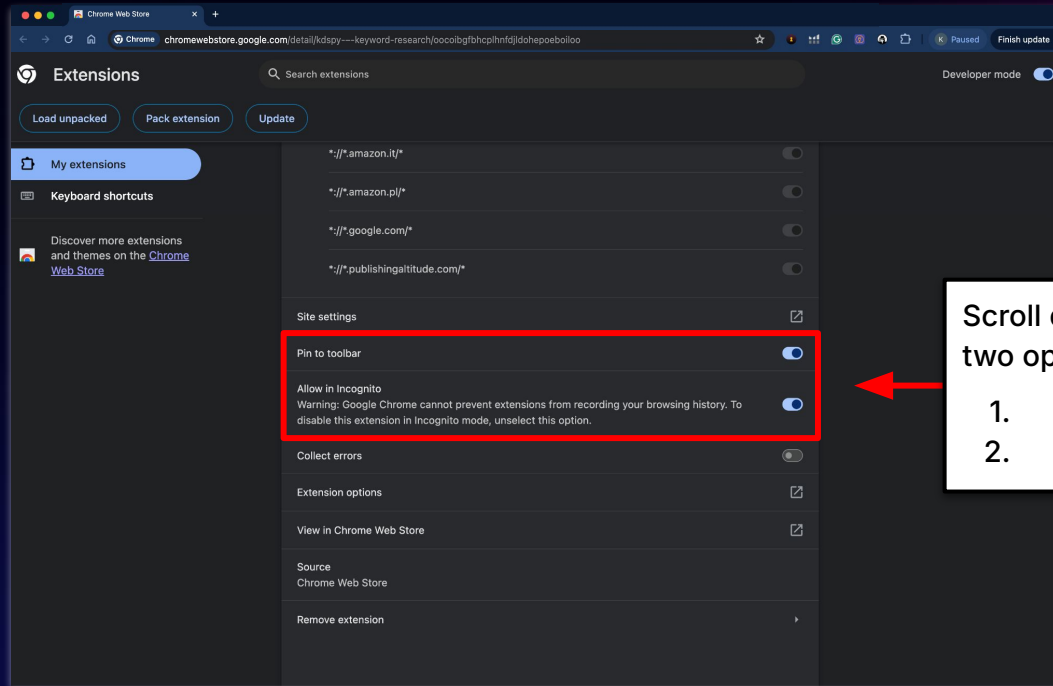 Chrome Web Store
Chrome chromewebstore.google.com/detail/kdspy---keyword-research/oocoibgfbhcplhnfdjldohepoeboiloo
K Paused Finish update
Extensions
Search extensions
Developer mode
Load unpacked Pack extension Update
My extensions
Keyboard shortcuts
Discover more extensions
and themes on the Chrome
Web Store
*://*.amazon.it/*
*://*.amazon.pl/*
*://*.google.com/*
*://*.publishingaltitude.com/*
Site settings
Pin to toolbar
Allow in Incognito
Warning: Google Chrome cannot prevent extensions from recording your browsing history. To
disable this extension in Incognito mode, unselect this option.
Collect errors
Extension options
View in Chrome Web Store
Source
Chrome Web Store
Remove extension
Scroll
two op
1.
2.